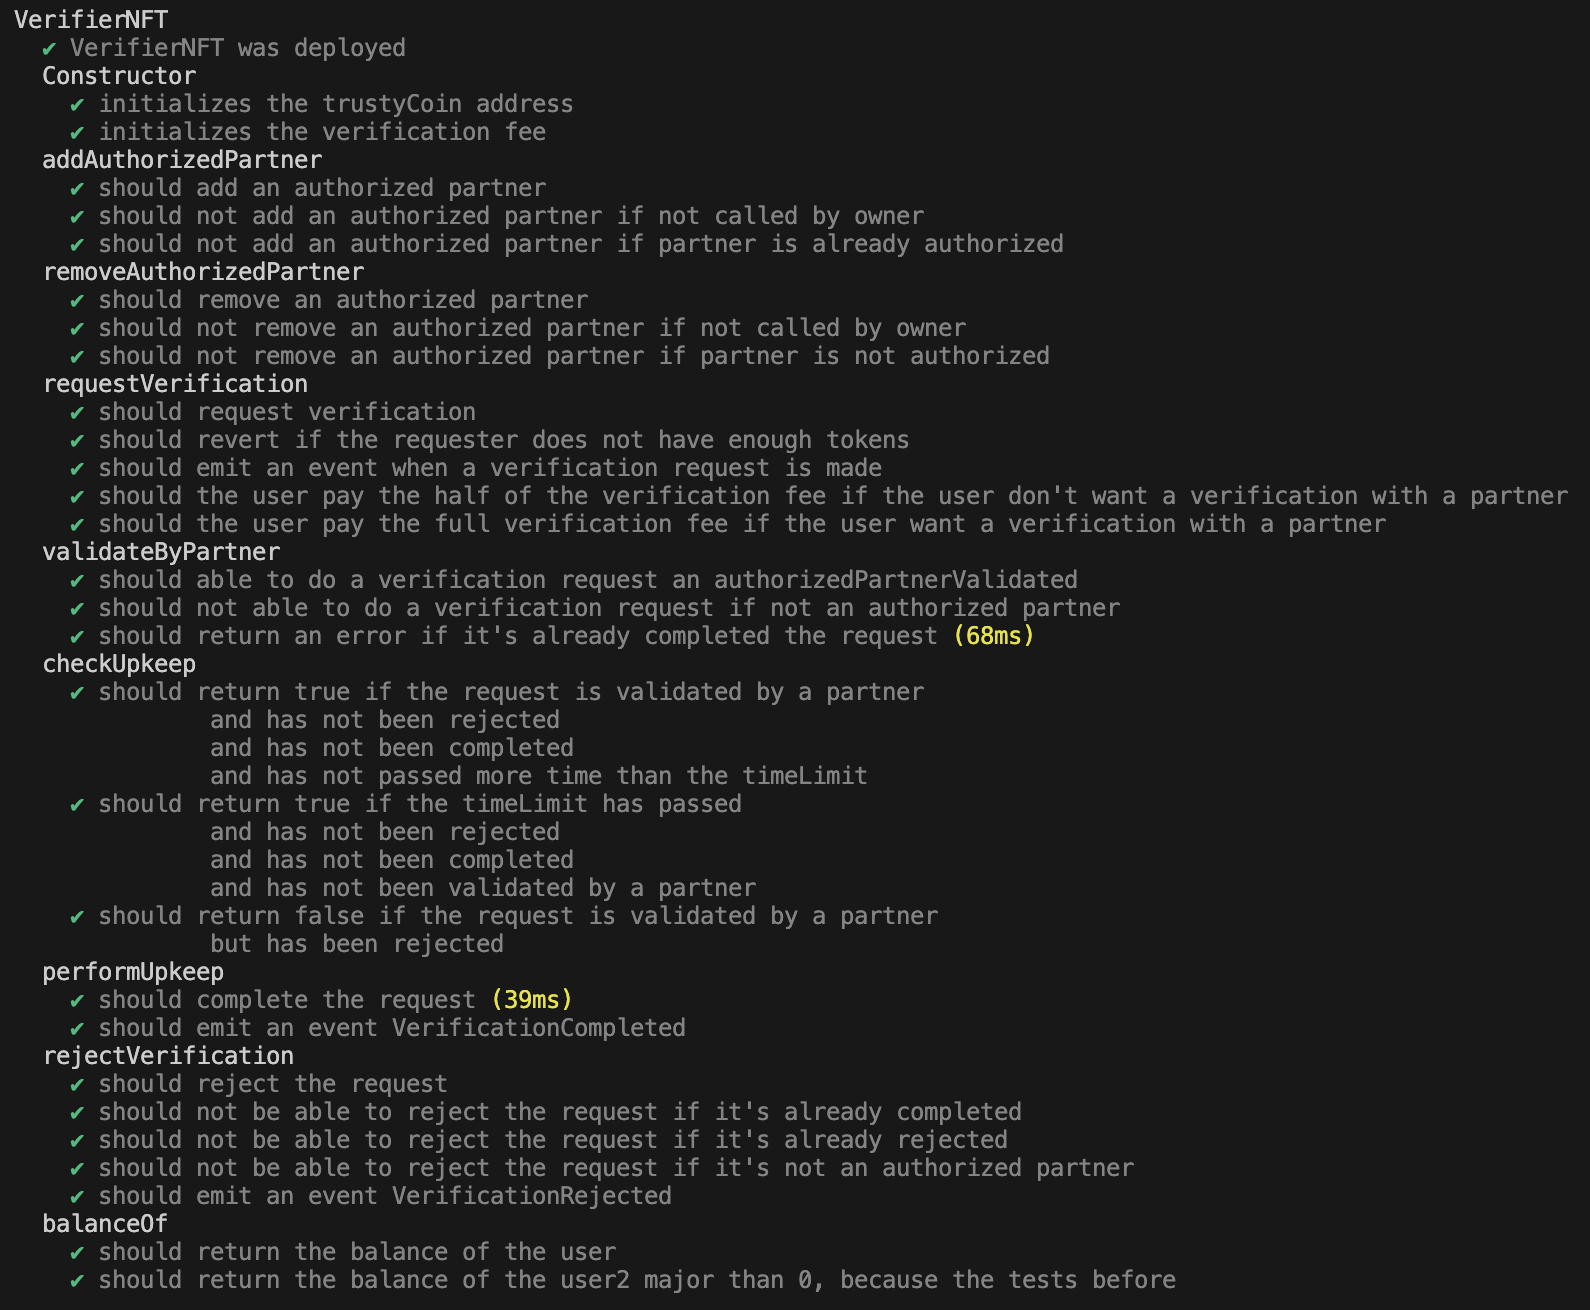 VerifierNFT
✔ VerifierNFT was deployed
Constructor
✔ initializes the trustyCoin address
✔ initializes the verification fee
addAuthorizedPartner
✔ should add an authorized partner
✔ should not add an authorized partner if not called by owner
✔ should not add an authorized partner if partner is already authorized
removeAuthorizedPartner
✔ should remove an authorized partner
✔ should not remove an authorized partner if not called by owner
✔ should not remove an authorized partner if partner is not authorized
requestVerification
✔ should request verification
✔ should revert if the requester does not have enough tokens
✔ should emit an event when a verification request is made
✔ should the user pay the half of the verification fee if the user don't want a verification with a partner
✔ should the user pay the full verification fee if the user want a verification with a partner
validateByPartner
✔ should able to do a verification request an authorizedPartnerValidated
✔ should not able to do a verification request if not an authorized partner
✔ should return an error if it's already completed the request (68ms)
checkUpkeep
✔ should return true if the request is validated by a partner
and has not been rejected
and has not been completed
and has not passed more time than the timeLimit
✔ should return true if the timeLimit has passed
and has not been rejected
and has not been completed
and has not been validated by a partner
✔ should return false if the request is validated by a partner
but has been rejected
performUpkeep
✔ should complete the request (39ms)
✔ should emit an event VerificationCompleted
rejectVerification
✔ should reject the request
✔ should not be able to reject the request if it's already completed
✔ should not be able to reject the request if it's already rejected
✔ should not be able to reject the request if it's not an authorized partner
✔ should emit an event VerificationRejected
balanceOf
✔ should return the balance of the user
✔ should return the balance of the user2 major than 0, because the tests before